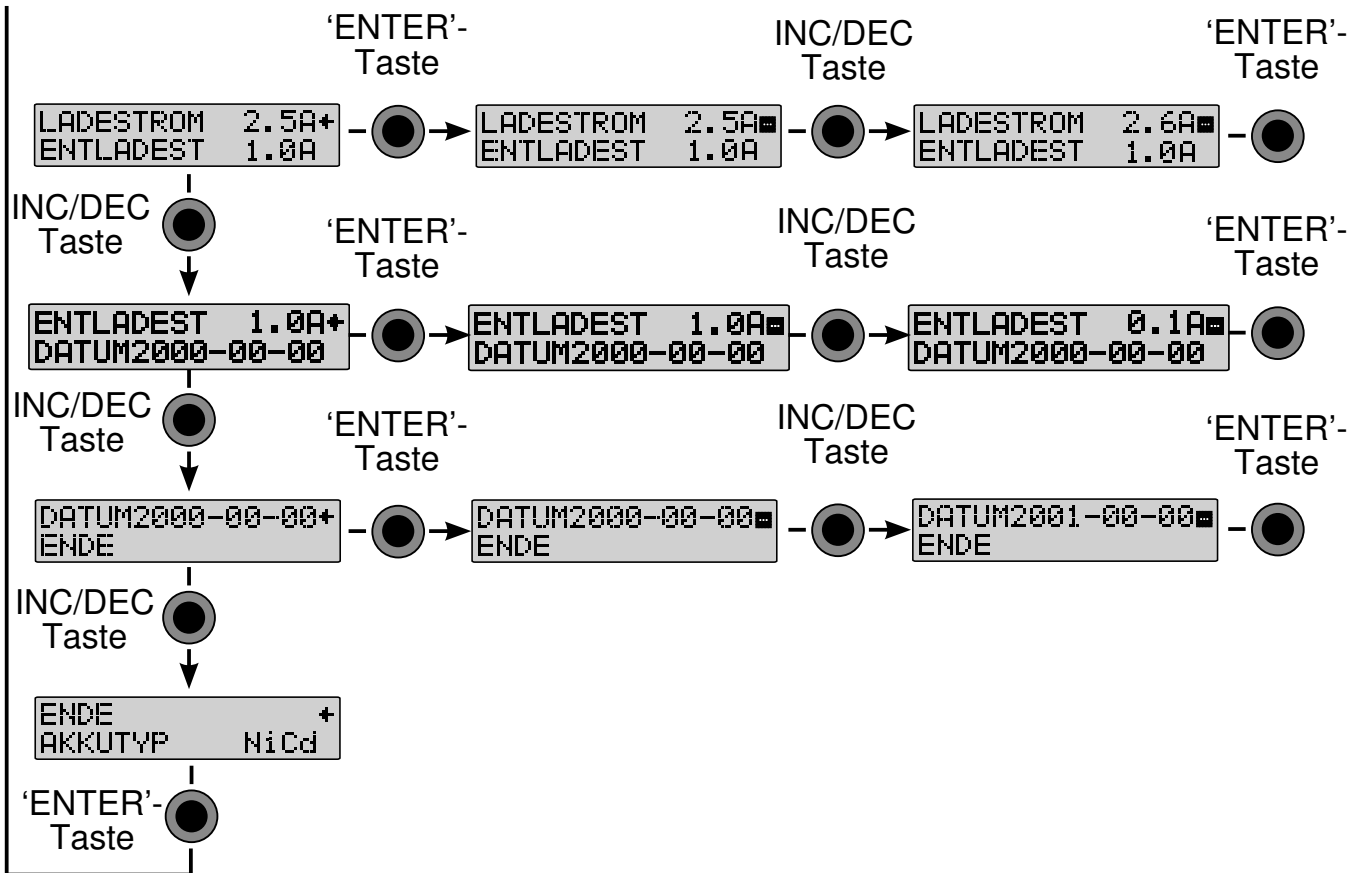 ‘ENTER’-
Taste
INC/DEC
Taste
‘ENTER’-
Taste
LADESTROM 2.5A
ENTLADEST 1.0A
LADESTROM 2.5A
ENTLADEST 1.0A
LADESTROM 2.6A
ENTLADEST 1.0A
INC/DEC
Taste
‘ENTER’-
Taste
INC/DEC
Taste
‘ENTER’-
Taste
ENTLADEST 1.0A
DATUM2000-00-00
ENTLADEST 1.0A
DATUM2000-00-00
ENTLADEST 0.1A
DATUM2000-00-00
INC/DEC
Taste
‘ENTER’-
Taste
INC/DEC
Taste
‘ENTER’-
Taste
DATUM2000-00-00
ENDE
DATUM2000-00-00
ENDE
DATUM2001-00-00
ENDE
INC/DEC
Taste
ENDE
AKKUTYP NiCd
‘ENTER’-
Taste